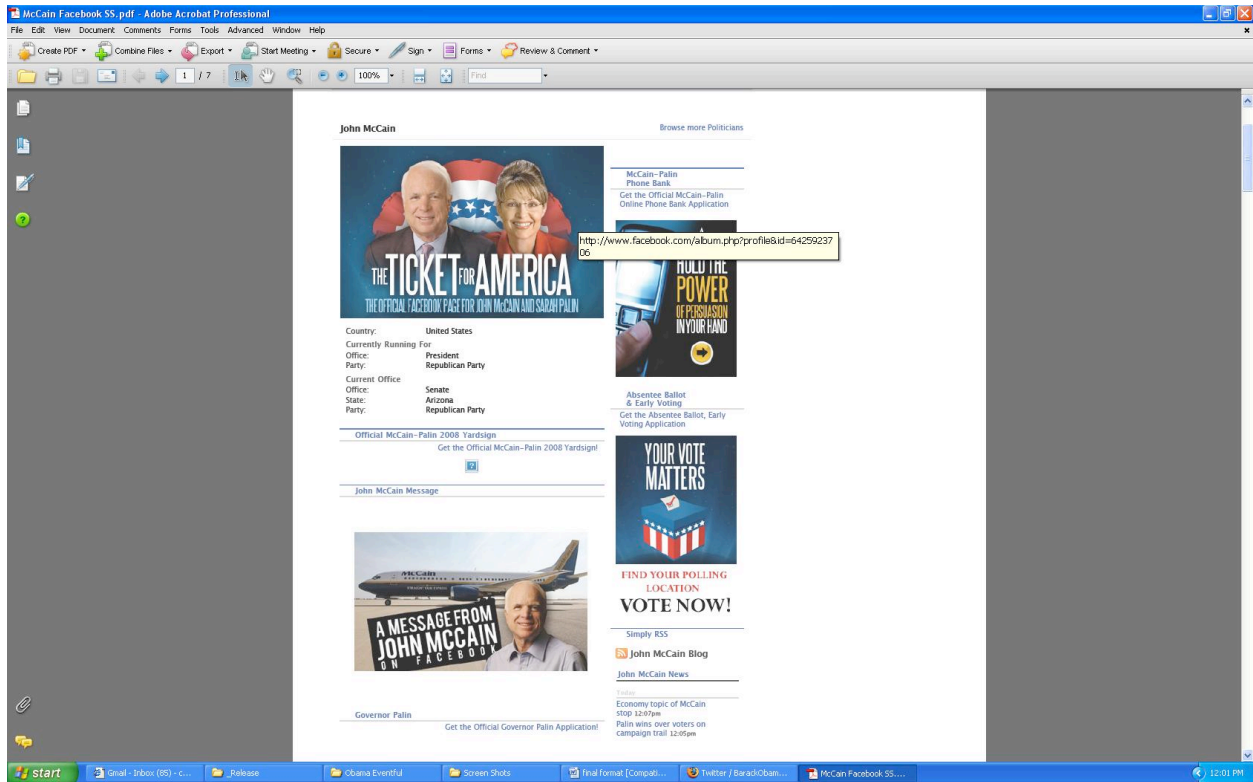 McCain Facebook SS.pdf - Adobe Acrobat Professional
File Edit View Document Comments Forms Tools Advanced Window Help
Create PDF Combine Files Export Start Meeting Secure Sign Forms Review & Comment
1 / 7 100% Find
John McCain
Browse more Politicians
THE TICKET FOR AMERICA
THE OFFICIAL FACEBOOK PAGE FOR JOHN McCAIN AND SARAH PALIN
Country: United States
Currently Running For
Office: President
Party: Republican Party
Current Office
Office: Senate
State: Arizona
Party: Republican Party
Official McCain-Palin 2008 Yardsign
Get the Official McCain-Palin 2008 Yardsign!
?
John McCain Message
McCain
A MESSAGE FROM
JOHN MCCAIN
ON FACEBOOK
Governor Palin
Get the Official Governor Palin Application!
McCain-Palin
Phone Bank
Get the Official McCain-Palin
Online Phone Bank Application
http://www.facebook.com/album.php?profile&id=64259237
06
HOLD THE
POWER
OF PERSUASION
IN YOUR HAND
Absentee Ballot
& Early Voting
Get the Absentee Ballot, Early
Voting Application
YOUR VOTE
MATTERS
FIND YOUR POLLING
LOCATION
VOTE NOW!
Simply RSS
John McCain Blog
John McCain News
Today
Economy topic of McCain
stop 12:07pm
Palin wins over voters on
campaign trail 12:05pm
start Gmail - Inbox (85) - c... _Release Obama Eventful Screen Shots final format [Compati... Twitter / BarackObam... McCain Facebook SS.... 12:01 PM